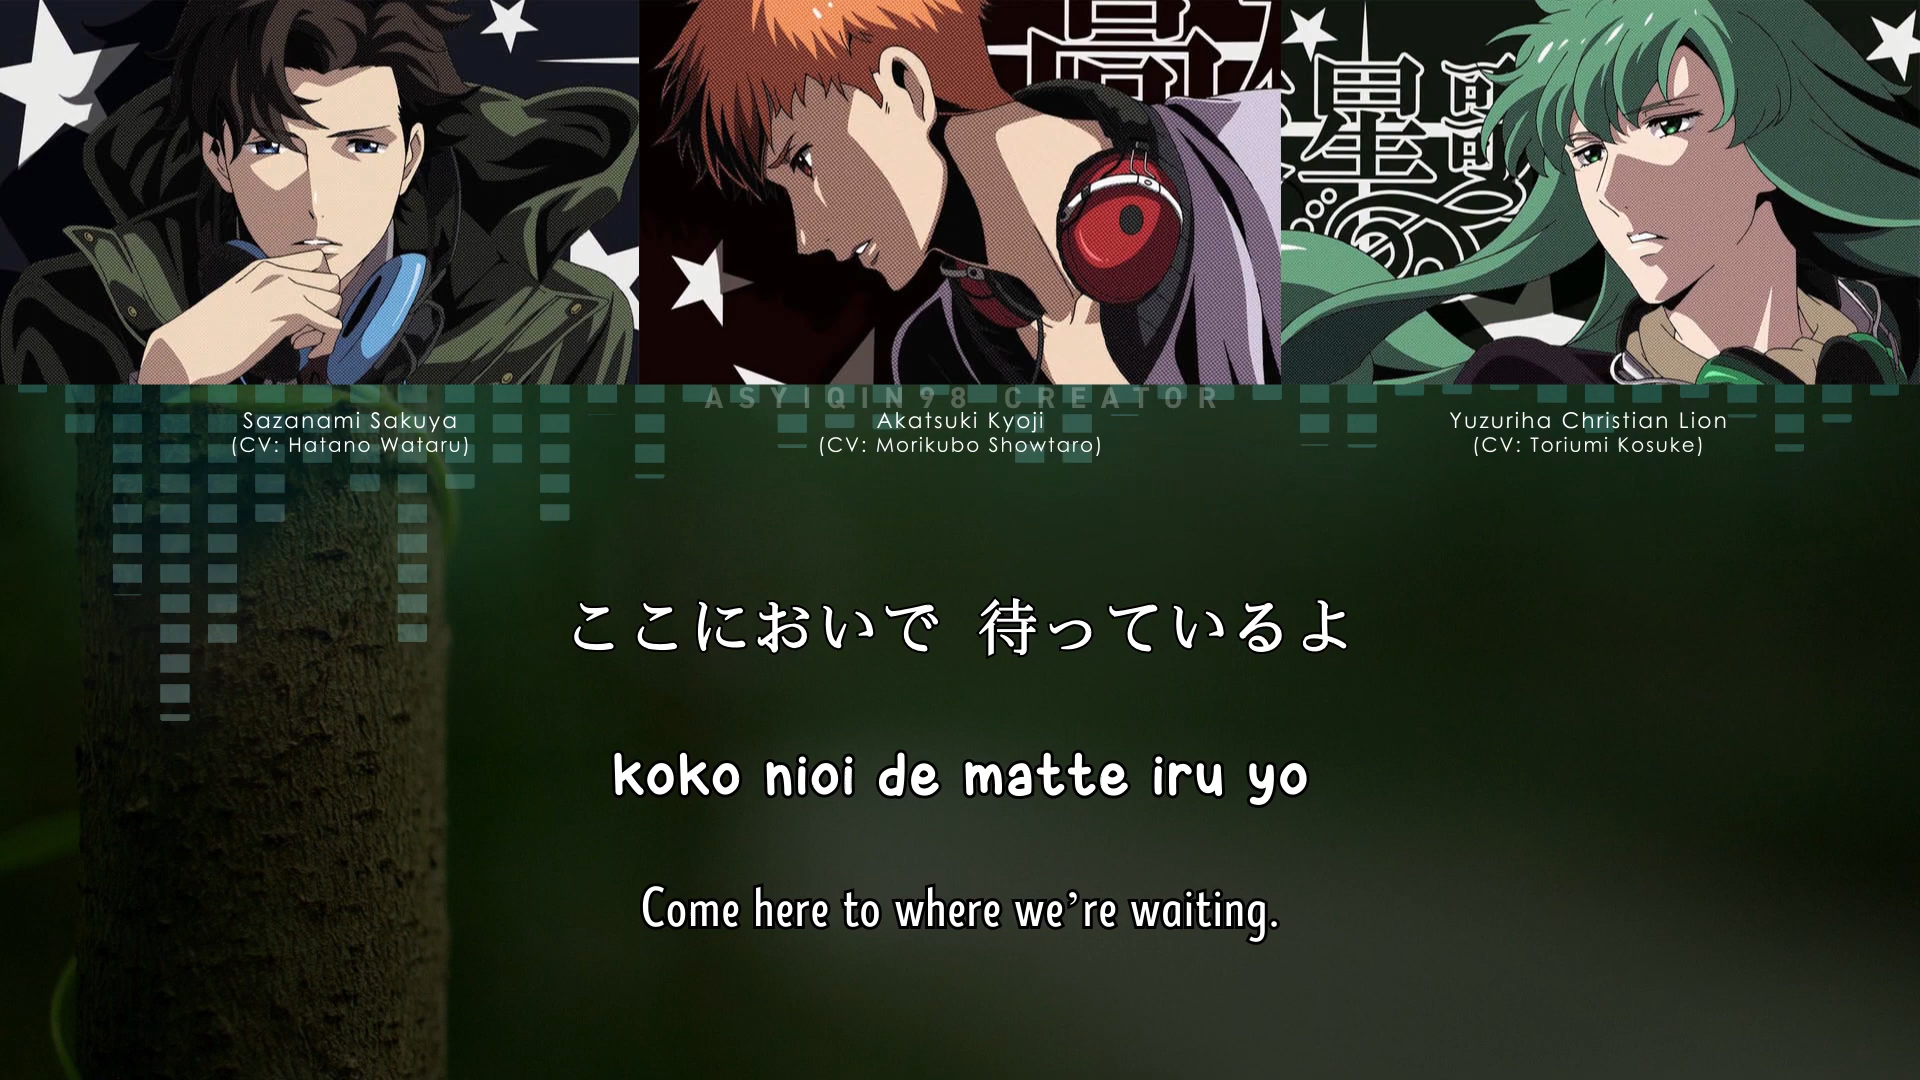 高
星
ASYIQIN98 CREATOR
Sazanami Sakuya
(CV: Hatano Wataru)
Akatsuki Kyoji
(CV: Morikubo Showtaro)
Yuzuriha Christian Lion
(CV: Toriumi Kosuke)
ここにおいで 待っているよ
koko nioi de matte iru yo
Come here to where we're waiting.